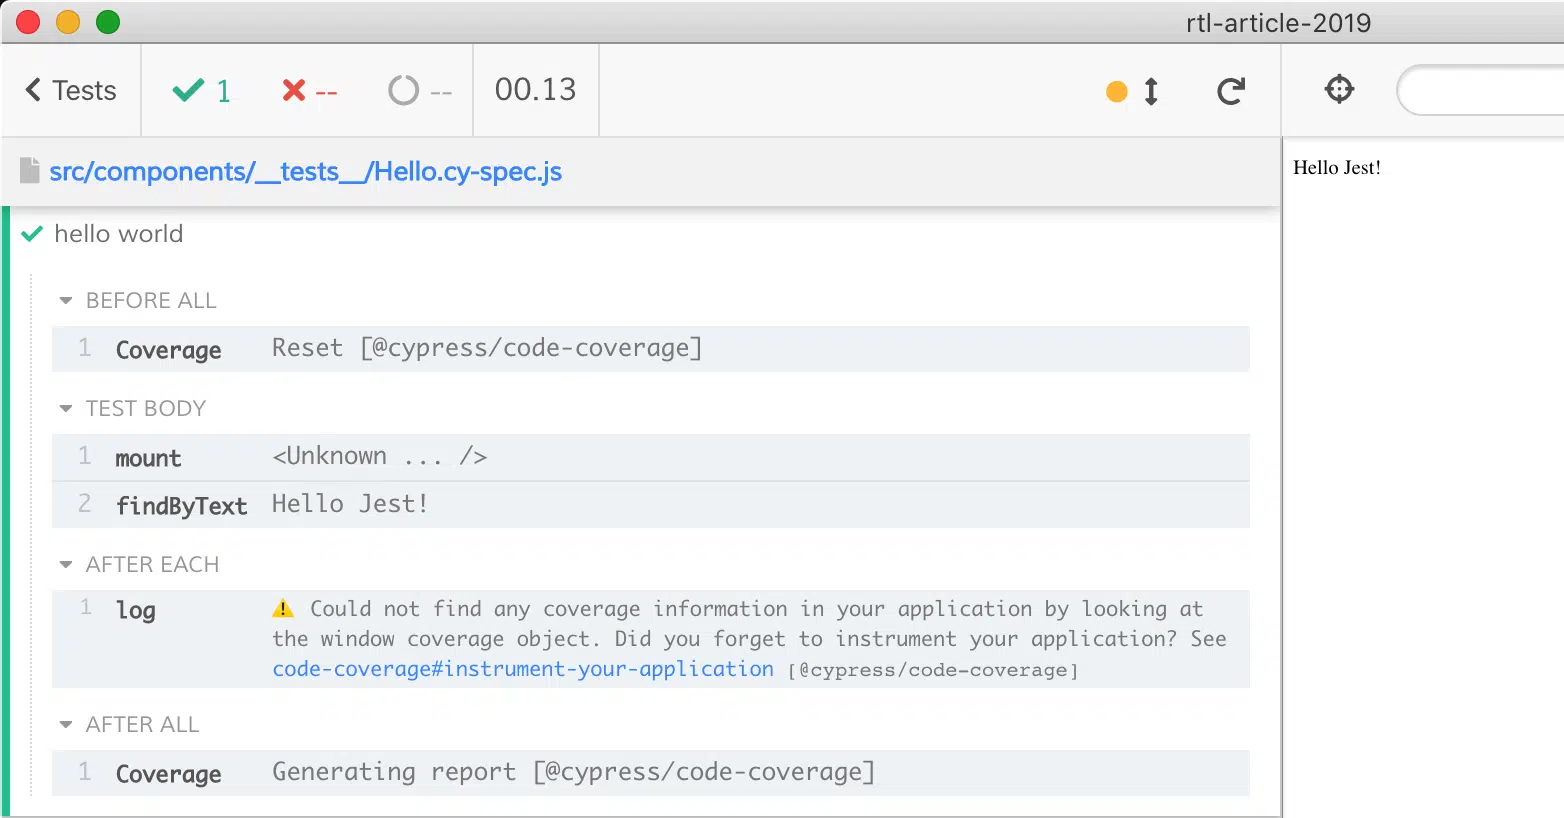 rtl-article-2019
Tests 1 -- -- 00.13
src/components/__tests__/Hello.cy-spec.js
Hello Jest!
hello world
BEFORE ALL
1 Coverage Reset [@cypress/code-coverage]
TEST BODY
1 mount <Unknown ... />
2 findByText Hello Jest!
AFTER EACH
1 log ⚠️ Could not find any coverage information in your application by looking at
the window coverage object. Did you forget to instrument your application? See
code-coverage#instrument-your-application [@cypress/code-coverage]
AFTER ALL
1 Coverage Generating report [@cypress/code-coverage]